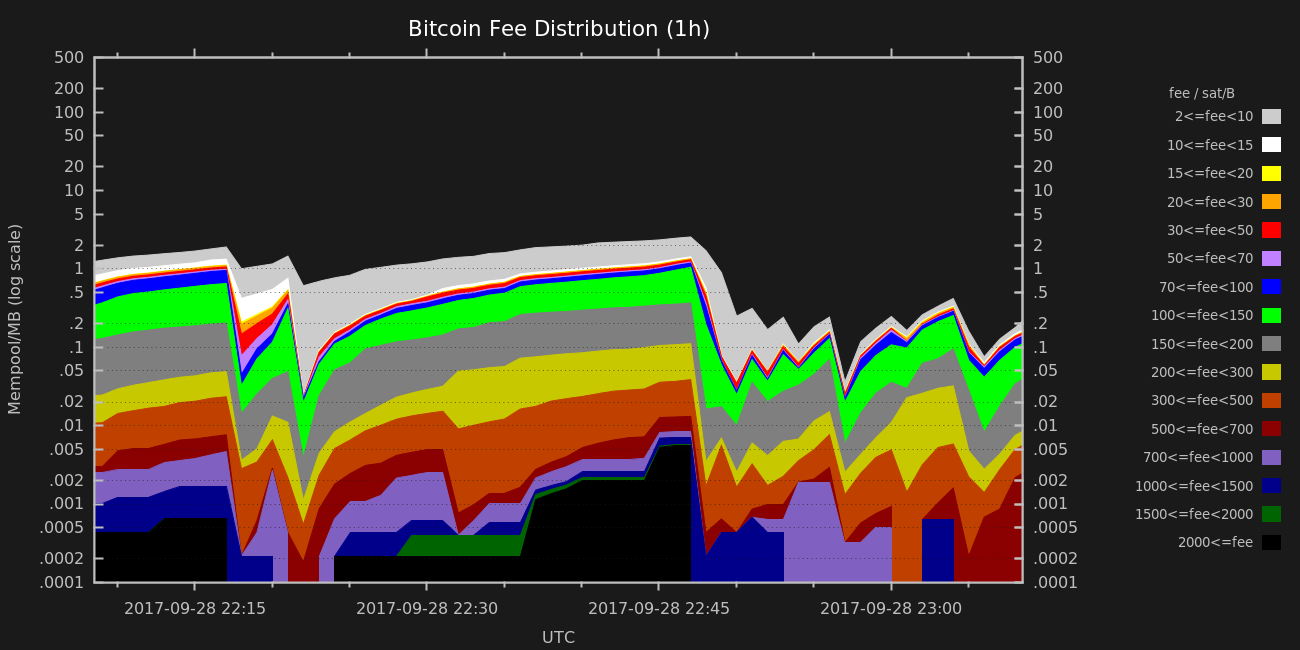 Bitcoin Fee Distribution (1h)
Mempool/MB (log scale)
500
200
100
50
20
10
5
2
1
.5
.2
.1
.05
.02
.01
.005
.002
.001
.0005
.0002
.0001
500
200
100
50
20
10
5
2
1
.5
.2
.1
.05
.02
.01
.005
.002
.001
.0005
.0002
.0001
2017-09-28 22:15
2017-09-28 22:30
2017-09-28 22:45
2017-09-28 23:00
UTC
fee / sat/B
2<=fee<10
10<=fee<15
15<=fee<20
20<=fee<30
30<=fee<50
50<=fee<70
70<=fee<100
100<=fee<150
150<=fee<200
200<=fee<300
300<=fee<500
500<=fee<700
700<=fee<1000
1000<=fee<1500
1500<=fee<2000
2000<=fee